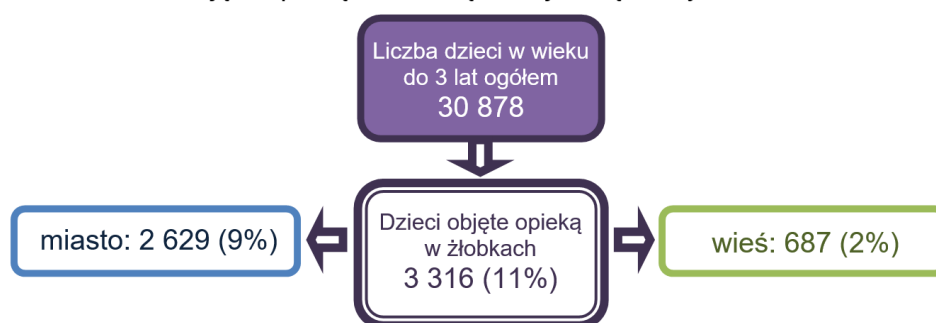 Liczba dzieci w wieku
do 3 lat ogółem
30 878
Dzieci objęte opieką
w żłobkach
3 316 (11%)
miasto: 2 629 (9%)
wieś: 687 (2%)